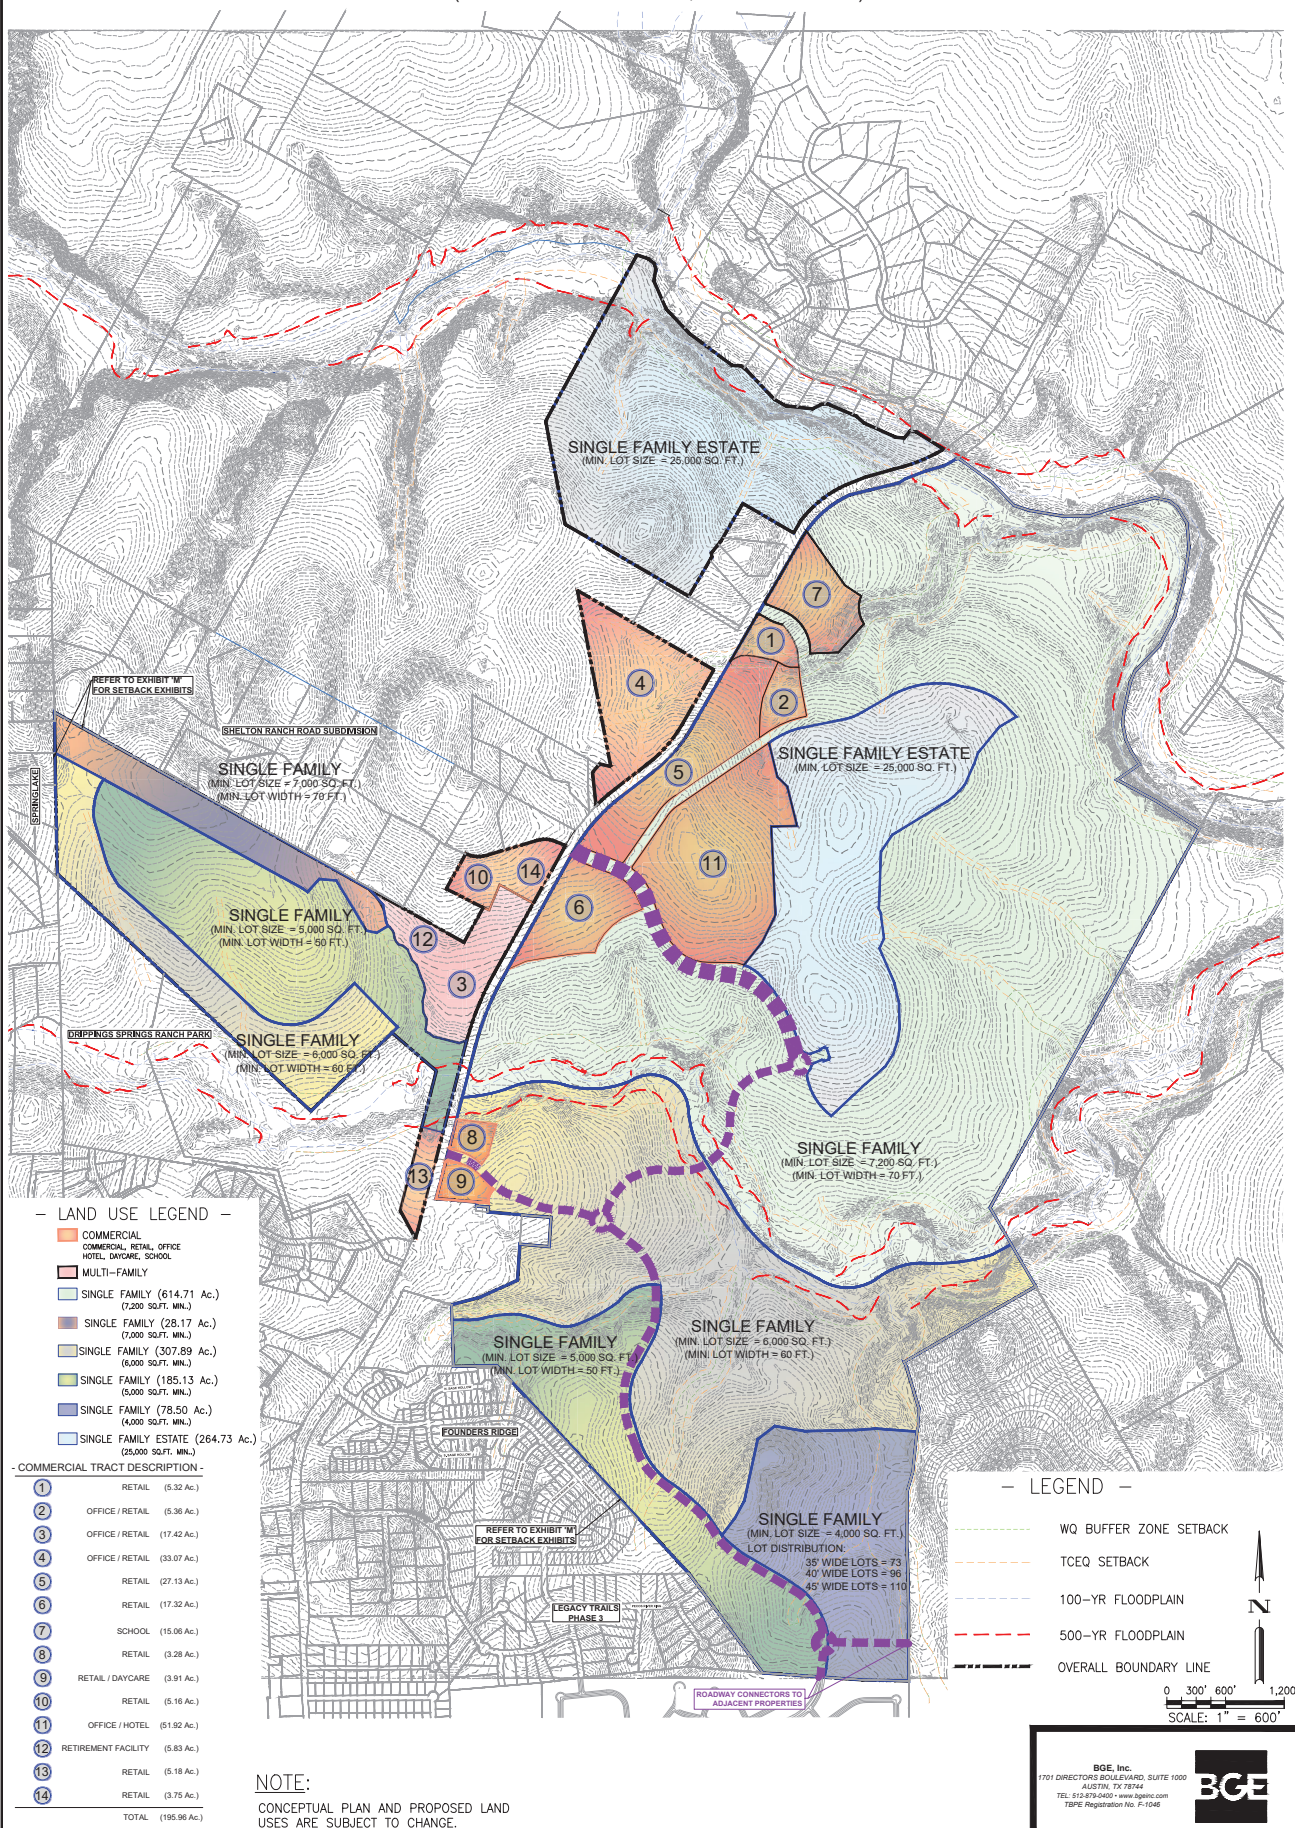 SINGLE FAMILY ESTATE
(MIN. LOT SIZE = 25,000 SQ. FT.)
7
1
4
2
REFER TO EXHIBIT 'M'
FOR SETBACK EXHIBITS
SHELTON RANCH ROAD SUBDIVISION
SPRINGLAKE
SINGLE FAMILY
(MIN. LOT SIZE = 7,000 SQ. FT.)
(MIN. LOT WIDTH = 70 FT.)
5
SINGLE FAMILY ESTATE
(MIN. LOT SIZE = 25,000 SQ. FT.)
10
14
11
6
SINGLE FAMILY
(MIN. LOT SIZE = 5,000 SQ. FT.)
(MIN. LOT WIDTH = 50 FT.)
12
3
DRIPPINGS SPRINGS RANCH PARK
SINGLE FAMILY
(MIN. LOT SIZE = 6,000 SQ. FT.)
(MIN. LOT WIDTH = 60 FT.)
8
13
9
SINGLE FAMILY
(MIN. LOT SIZE = 7,200 SQ. FT.)
(MIN. LOT WIDTH = 70 FT.)
SINGLE FAMILY
(MIN. LOT SIZE = 5,000 SQ. FT.)
(MIN. LOT WIDTH = 50 FT.)
SINGLE FAMILY
(MIN. LOT SIZE = 6,000 SQ. FT.)
(MIN. LOT WIDTH = 60 FT.)
FOUNDERS RIDGE
REFER TO EXHIBIT 'M'
FOR SETBACK EXHIBITS
SINGLE FAMILY
(MIN. LOT SIZE = 4,000 SQ. FT.)
LOT DISTRIBUTION:
35' WIDE LOTS = 73
40' WIDE LOTS = 96
45' WIDE LOTS = 110
LEGACY TRAILS
PHASE 3
ROADWAY CONNECTORS TO
ADJACENT PROPERTIES
- LAND USE LEGEND -
COMMERCIAL
COMMERCIAL, RETAIL, OFFICE
HOTEL, DAYCARE, SCHOOL
MULTI-FAMILY
SINGLE FAMILY (614.71 Ac.)
(7,200 SQ.FT. MIN..)
SINGLE FAMILY (28.17 Ac.)
(7,000 SQ.FT. MIN..)
SINGLE FAMILY (307.89 Ac.)
(6,000 SQ.FT. MIN..)
SINGLE FAMILY (185.13 Ac.)
(5,000 SQ.FT. MIN..)
SINGLE FAMILY (78.50 Ac.)
(4,000 SQ.FT. MIN..)
SINGLE FAMILY ESTATE (264.73 Ac.)
(25,000 SQ.FT. MIN..)
- COMMERCIAL TRACT DESCRIPTION -
1 RETAIL (5.32 Ac.)
2 OFFICE / RETAIL (5.36 Ac.)
3 OFFICE / RETAIL (17.42 Ac.)
4 OFFICE / RETAIL (33.07 Ac.)
5 RETAIL (27.13 Ac.)
6 RETAIL (17.32 Ac.)
7 SCHOOL (15.06 Ac.)
8 RETAIL (3.28 Ac.)
9 RETAIL / DAYCARE (3.91 Ac.)
10 RETAIL (5.16 Ac.)
11 OFFICE / HOTEL (51.92 Ac.)
12 RETIREMENT FACILITY (5.83 Ac.)
13 RETAIL (5.18 Ac.)
14 RETAIL (3.75 Ac.)
TOTAL (195.96 Ac.)
NOTE:
CONCEPTUAL PLAN AND PROPOSED LAND
USES ARE SUBJECT TO CHANGE.
- LEGEND -
WQ BUFFER ZONE SETBACK
TCEQ SETBACK
100-YR FLOODPLAIN
500-YR FLOODPLAIN
OVERALL BOUNDARY LINE
N
0 300' 600' 1,200'
SCALE: 1" = 600'
BGE, Inc.
1701 DIRECTORS BOULEVARD, SUITE 1000
AUSTIN, TX 78744
TEL: 512-879-0400 • www.bgeinc.com
TBPE Registration No. F-1046
BGE